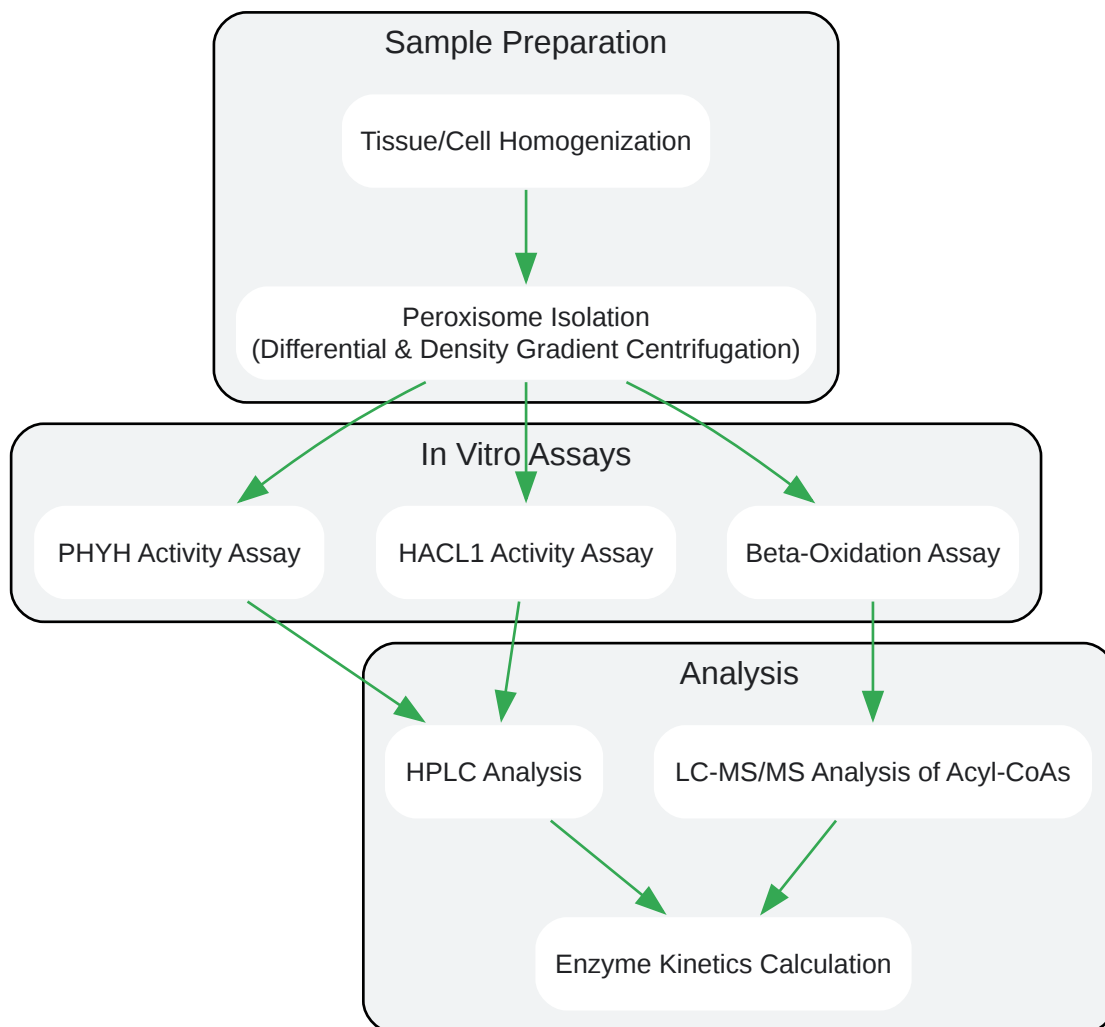 Sample Preparation
Tissue/Cell Homogenization
Peroxisome Isolation
(Differential & Density Gradient Centrifugation)
In Vitro Assays
PHYH Activity Assay
HACL1 Activity Assay
Beta-Oxidation Assay
Analysis
HPLC Analysis
LC-MS/MS Analysis of Acyl-CoAs
Enzyme Kinetics Calculation